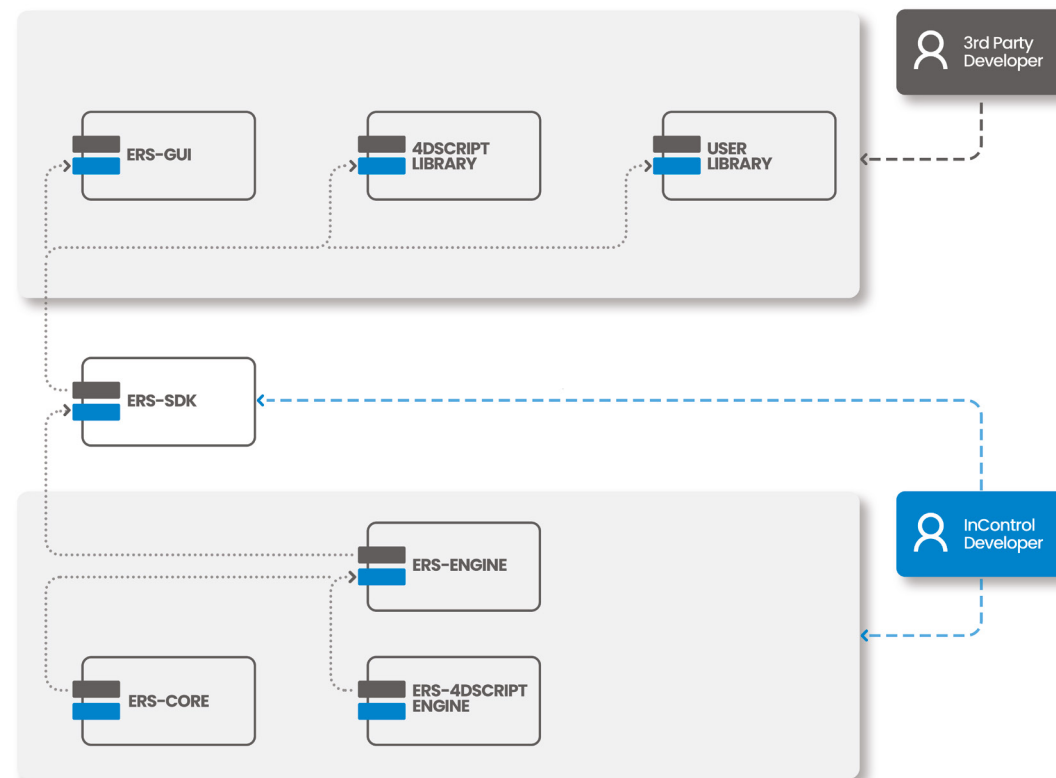 3rd Party
Developer
ERS-GUI
4DSCRIPT
LIBRARY
USER
LIBRARY
ERS-SDK
InControl
Developer
ERS-ENGINE
ERS-CORE
ERS-4DSCRIPT
ENGINE